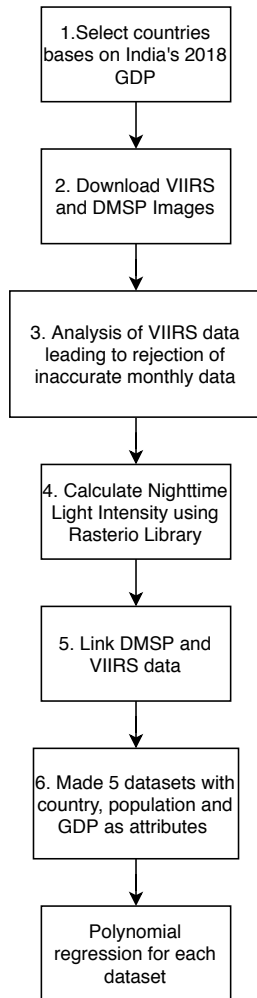 1.Select countries
bases on India's 2018
GDP
2. Download VIIRS
and DMSP Images
3. Analysis of VIIRS data
leading to rejection of
inaccurate monthly data
4. Calculate Nighttime
Light Intensity using
Rasterio Library
5. Link DMSP and
VIIRS data
6. Made 5 datasets with
country, population and
GDP as attributes
Polynomial
regression for each
dataset